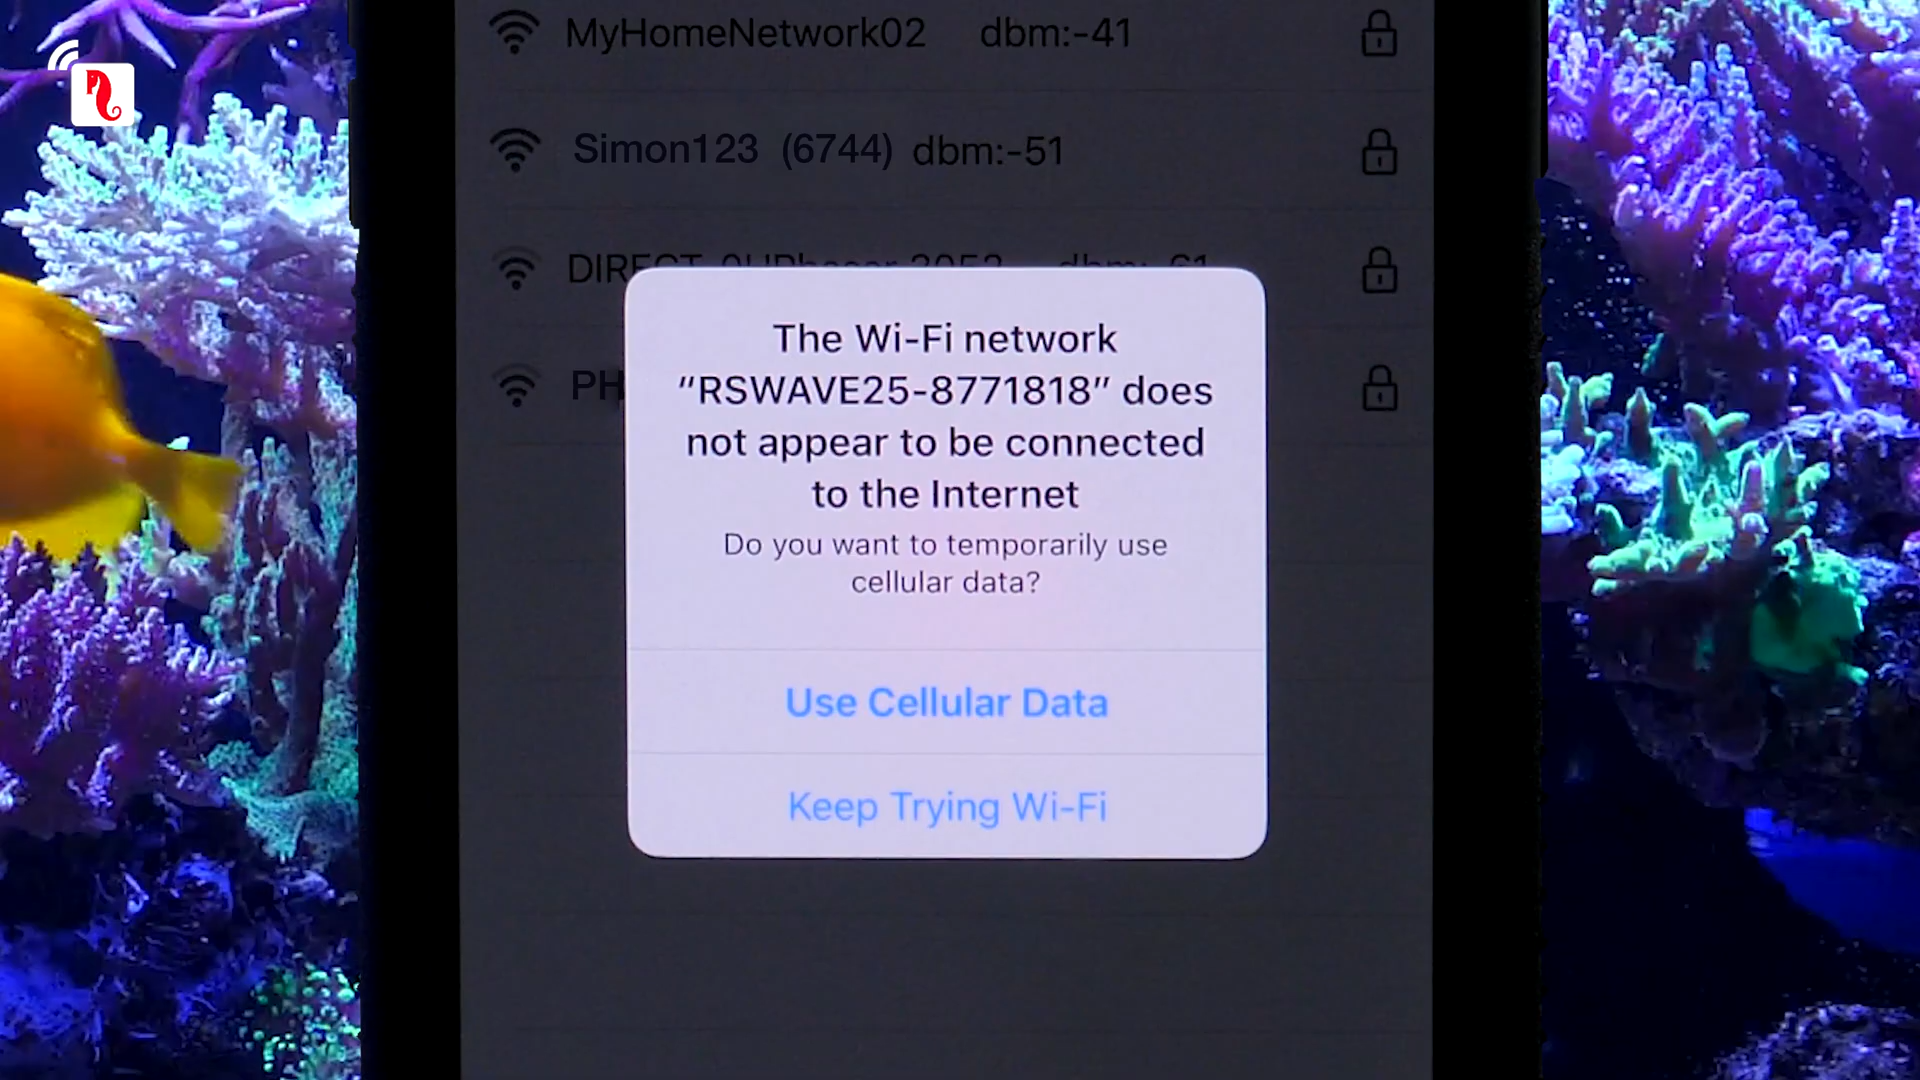 MyHomeNetwork02 dbm:-41
Simon123 (6744) dbm:-51
The Wi-Fi network
“RSWAVE25-8771818” does
not appear to be connected
to the Internet
Do you want to temporarily use
cellular data?
Use Cellular Data
Keep Trying Wi-Fi